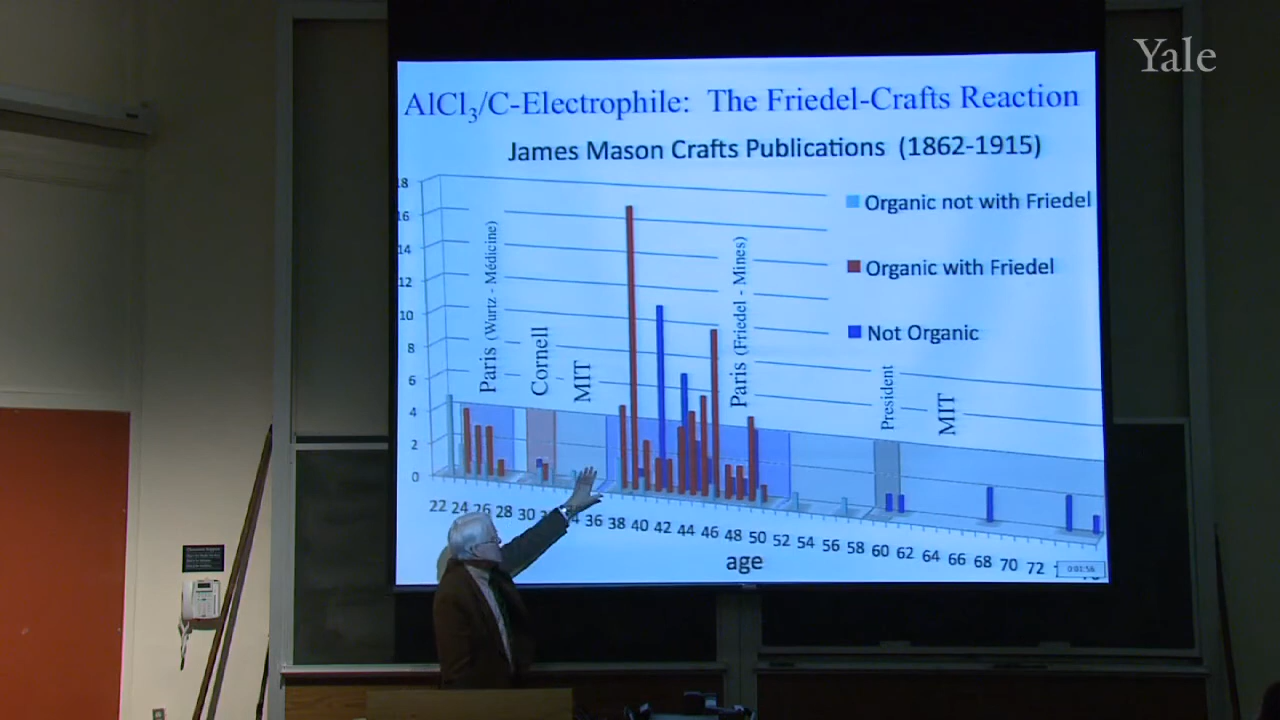 Yale
AlCl3/C-Electrophile: The Friedel-Crafts Reaction
James Mason Crafts Publications (1862-1915)
18
16
14
12
10
8
6
4
2
0
Paris (Wurtz - Médicine)
Cornell
MIT
Paris (Friedel - Mines)
President
MIT
Organic not with Friedel
Organic with Friedel
Not Organic
22 24 26 28 30 36 38 40 42 44 46 48 50 52 54 56 58 60 62 64 66 68 70 72
age